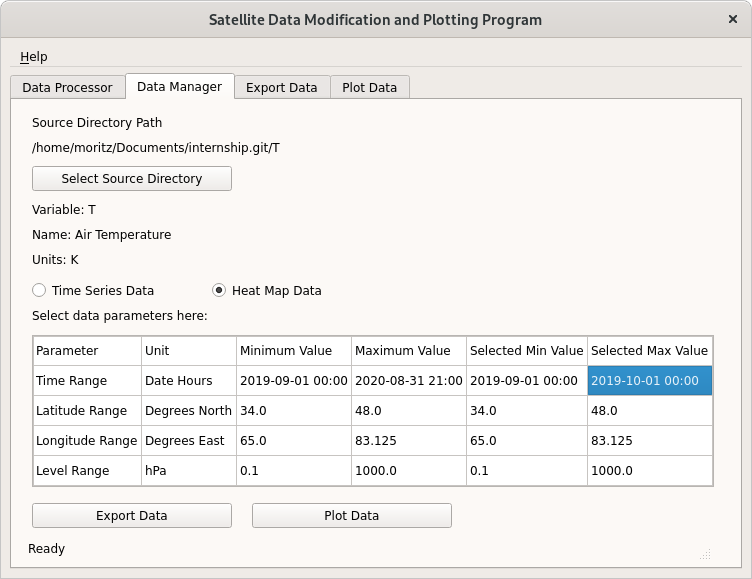 Satellite Data Modification and Plotting Program ×
Help
Data Processor Data Manager Export Data Plot Data
Source Directory Path
/home/moritz/Documents/internship.git/T
Select Source Directory
Variable: T
Name: Air Temperature
Units: K
Time Series Data Heat Map Data
Select data parameters here:
Parameter Unit Minimum Value Maximum Value Selected Min Value Selected Max Value
Time Range Date Hours 2019-09-01 00:00 2020-08-31 21:00 2019-09-01 00:00 2019-10-01 00:00
Latitude Range Degrees North 34.0 48.0 34.0 48.0
Longitude Range Degrees East 65.0 83.125 65.0 83.125
Level Range hPa 0.1 1000.0 0.1 1000.0
Export Data Plot Data
Ready